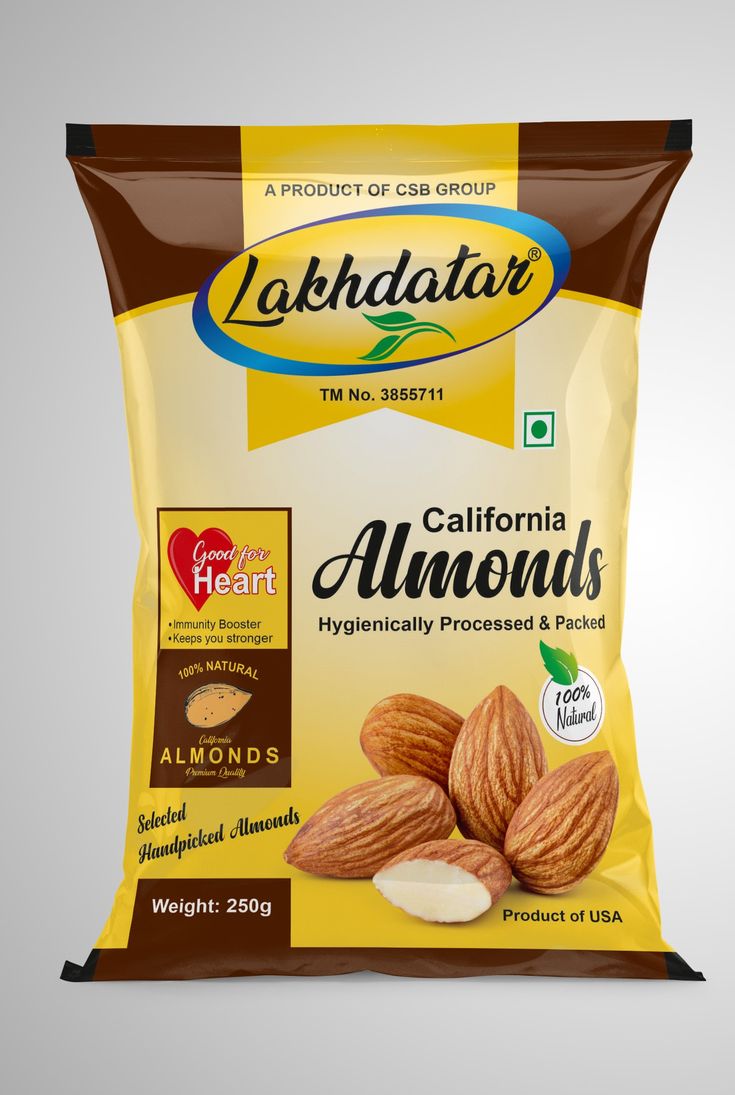 A PRODUCT OF CSB GROUP
Lakhdatar®
TM No. 3855711
California
Almonds
Hygienically Processed & Packed
Good for
Heart
•Immunity Booster
•Keeps you stronger
100% NATURAL
California
ALMONDS
Premium Quality
100%
Natural
Selected
Handpicked Almonds
Weight: 250g
Product of USA